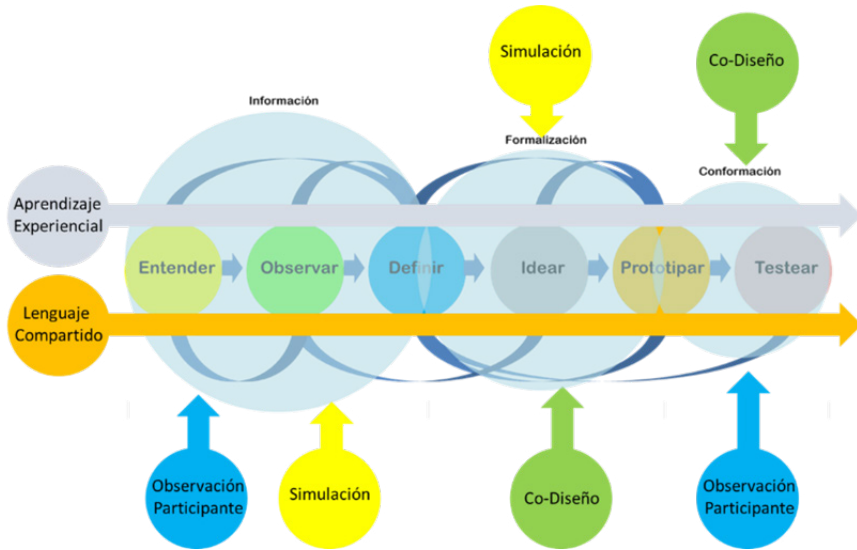 Simulación
Co-Diseño
Información
Formalización
Conformación
Aprendizaje
Experiencial
Entender
Observar
Definir
Idear
Prototipar
Testear
Lenguaje
Compartido
Observación
Participante
Simulación
Co-Diseño
Observación
Participante